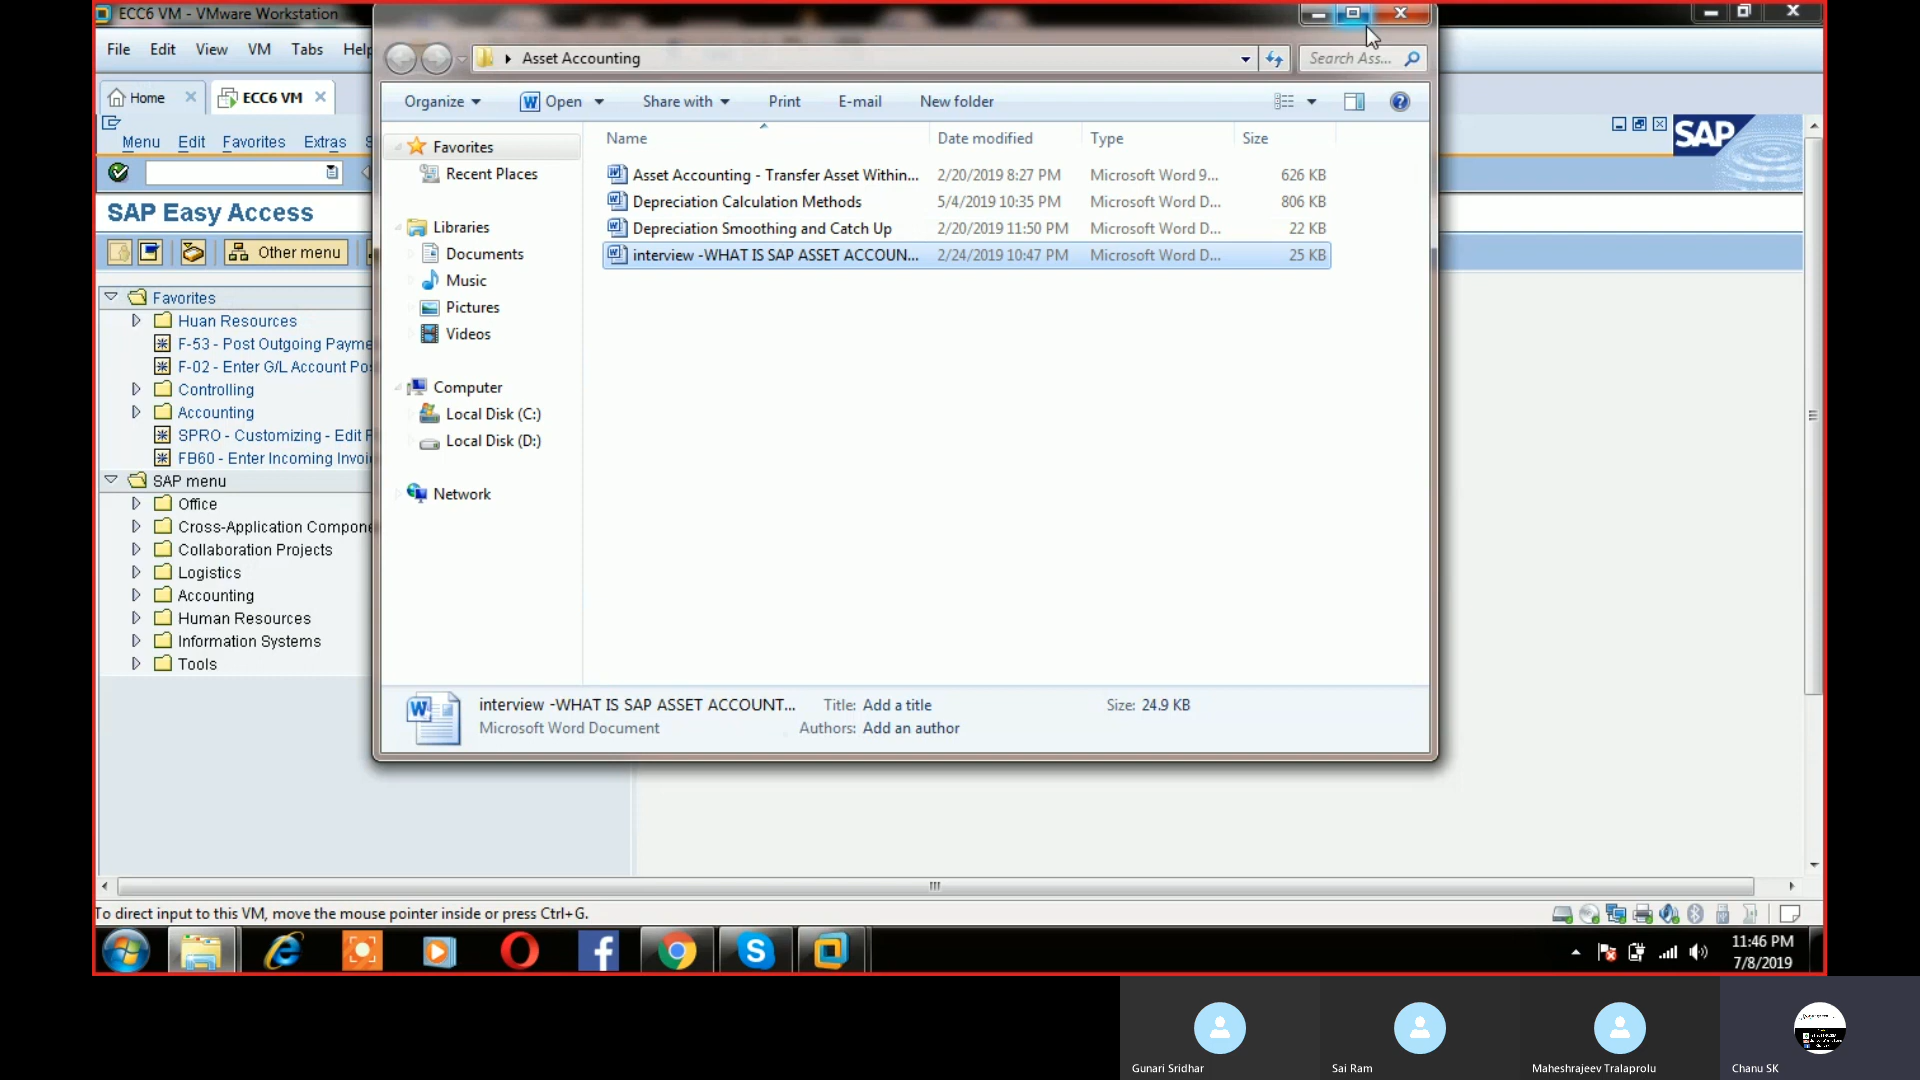 ECC6 VM - VMware Workstation
File Edit View VM Tabs Help
Home ECC6 VM
Menu Edit Favorites Extras
SAP
SAP Easy Access
Other menu
Favorites
Huan Resources
F-53 - Post Outgoing Payme
F-02 - Enter G/L Account Po
Controlling
Accounting
SPRO - Customizing - Edit
FB60 - Enter Incoming Invoi
SAP menu
Office
Cross-Application Compone
Collaboration Projects
Logistics
Accounting
Human Resources
Information Systems
Tools
Asset Accounting
Search Ass...
Organize Open Share with Print E-mail New folder
Favorites
Recent Places
Libraries
Documents
Music
Pictures
Videos
Computer
Local Disk (C:)
Local Disk (D:)
Network
Name Date modified Type Size
Asset Accounting - Transfer Asset Within... 2/20/2019 8:27 PM Microsoft Word 9... 626 KB
Depreciation Calculation Methods 5/4/2019 10:35 PM Microsoft Word D... 806 KB
Depreciation Smoothing and Catch Up 2/20/2019 11:50 PM Microsoft Word D... 22 KB
interview -WHAT IS SAP ASSET ACCOUN... 2/24/2019 10:47 PM Microsoft Word D... 25 KB
interview -WHAT IS SAP ASSET ACCOUNT... Title: Add a title Size: 24.9 KB
Microsoft Word Document Authors: Add an author
To direct input to this VM, move the mouse pointer inside or press Ctrl+G.
11:46 PM
7/8/2019
Gunari Sridhar
Sai Ram
Maheshrajeev Tralaprolu
Chanu SK